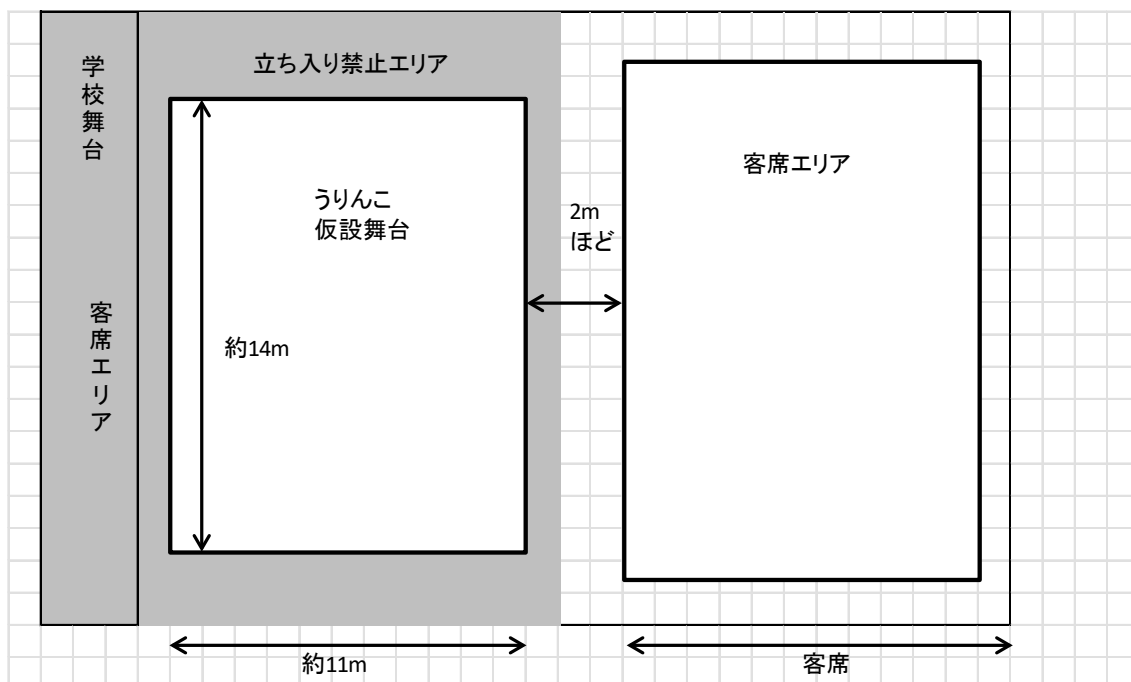 学校舞台
客席エリア
立ち入り禁止エリア
うりんこ
仮設舞台
約14m
約11m
2m
ほど
客席エリア
客席